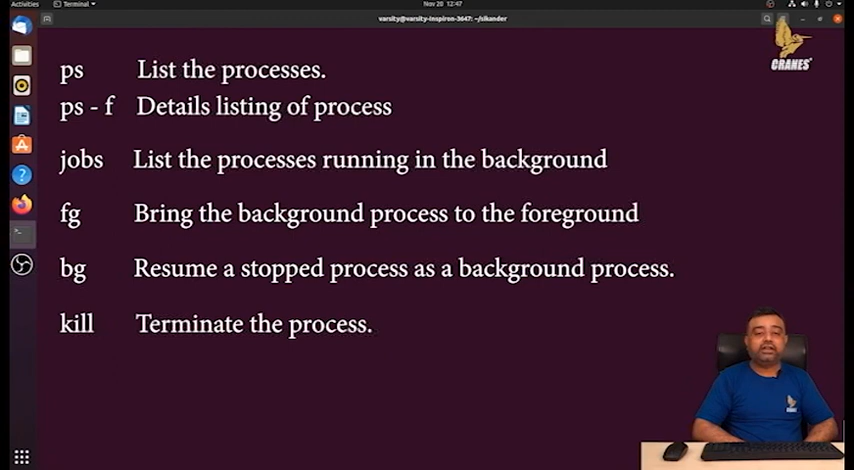 Activities
Terminal
Nov 20 12:47
varsity@varsity-Inspiron-3647: ~/sikander
CRANES
ps List the processes.
ps - f Details listing of process
jobs List the processes running in the background
fg Bring the background process to the foreground
bg Resume a stopped process as a background process.
kill Terminate the process.
CRANES